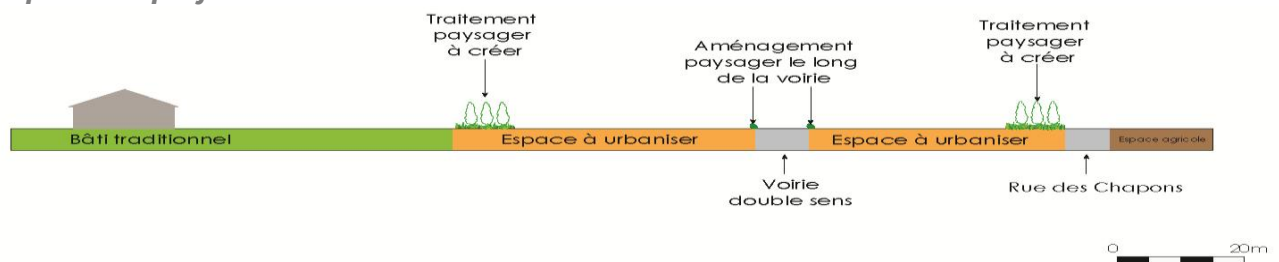 Traitement
paysager
à créer
Aménagement
paysager le long
de la voirie
Traitement
paysager
à créer
Bâti traditionnel
Espace à urbaniser
Espace à urbaniser
Espace agricole
Voirie
double sens
Rue des Chapons
0 20m